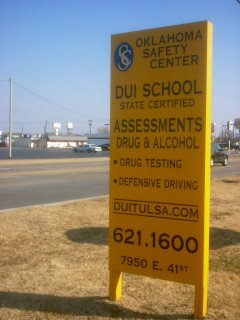 OKLAHOMA
SAFETY
CENTER
DUI SCHOOL
STATE CERTIFIED
ASSESSMENTS
DRUG & ALCOHOL
• DRUG TESTING
• DEFENSIVE DRIVING
DUITULSA.COM
621.1600
7950 E. 41ST